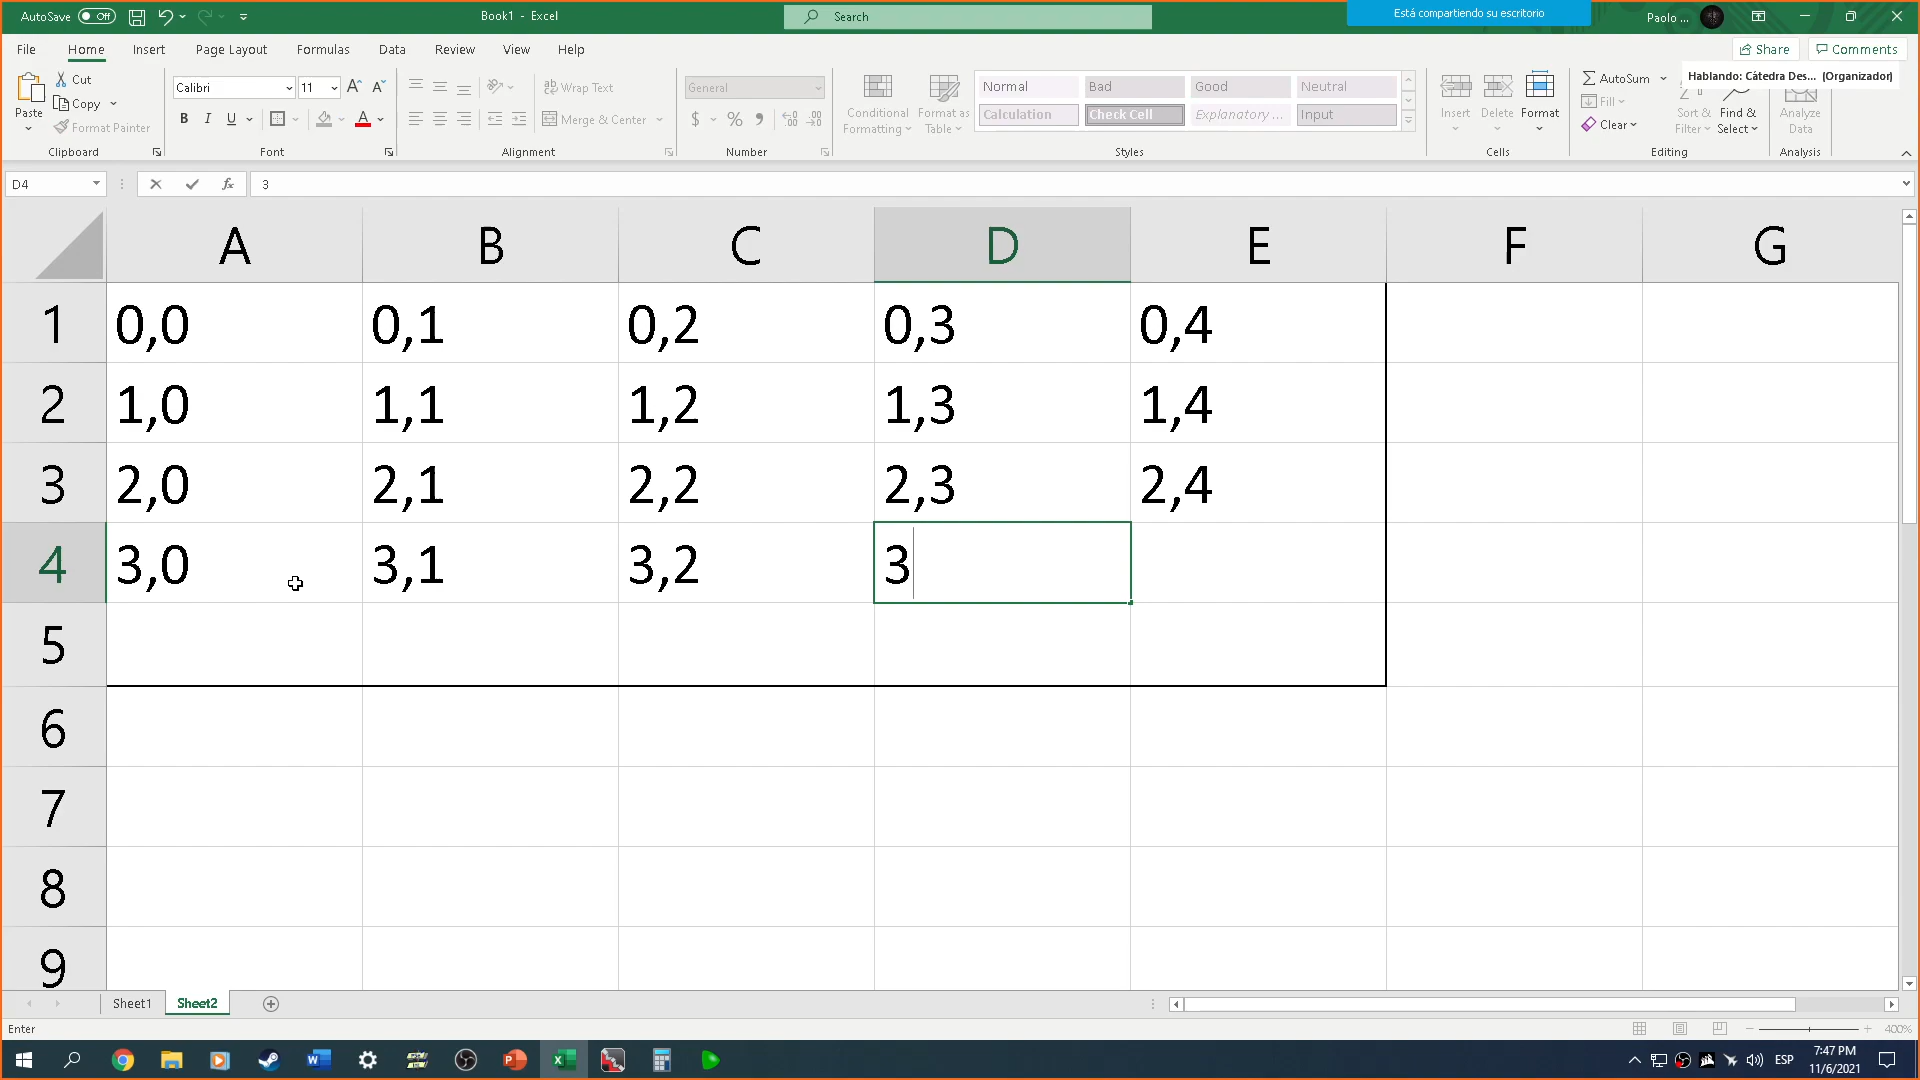 AutoSave Off
Book1 - Excel
Search
Está compartiendo su escritorio
Paolo ...
File Home Insert Page Layout Formulas Data Review View Help
Share Comments
Hablando: Cátedra Des... (Organizador)
Paste
Cut
Copy
Format Painter
Clipboard
Calibri 11
B I U
Font
Wrap Text
Merge & Center
Alignment
General
$ % 9
Number
Conditional Formatting
Format as Table
Normal Bad Good Neutral
Calculation Check Cell Explanatory ... Input
Styles
Insert Delete Format
Cells
AutoSum
Fill
Clear
Sort & Filter
Find & Select
Editing
Analyze Data
Analysis
D4 fx 3
A B C D E F G
1 0,0 0,1 0,2 0,3 0,4
2 1,0 1,1 1,2 1,3 1,4
3 2,0 2,1 2,2 2,3 2,4
4 3,0 3,1 3,2 3
5
6
7
8
9
Sheet1 Sheet2
Enter
400%
ESP
7:47 PM
11/6/2021